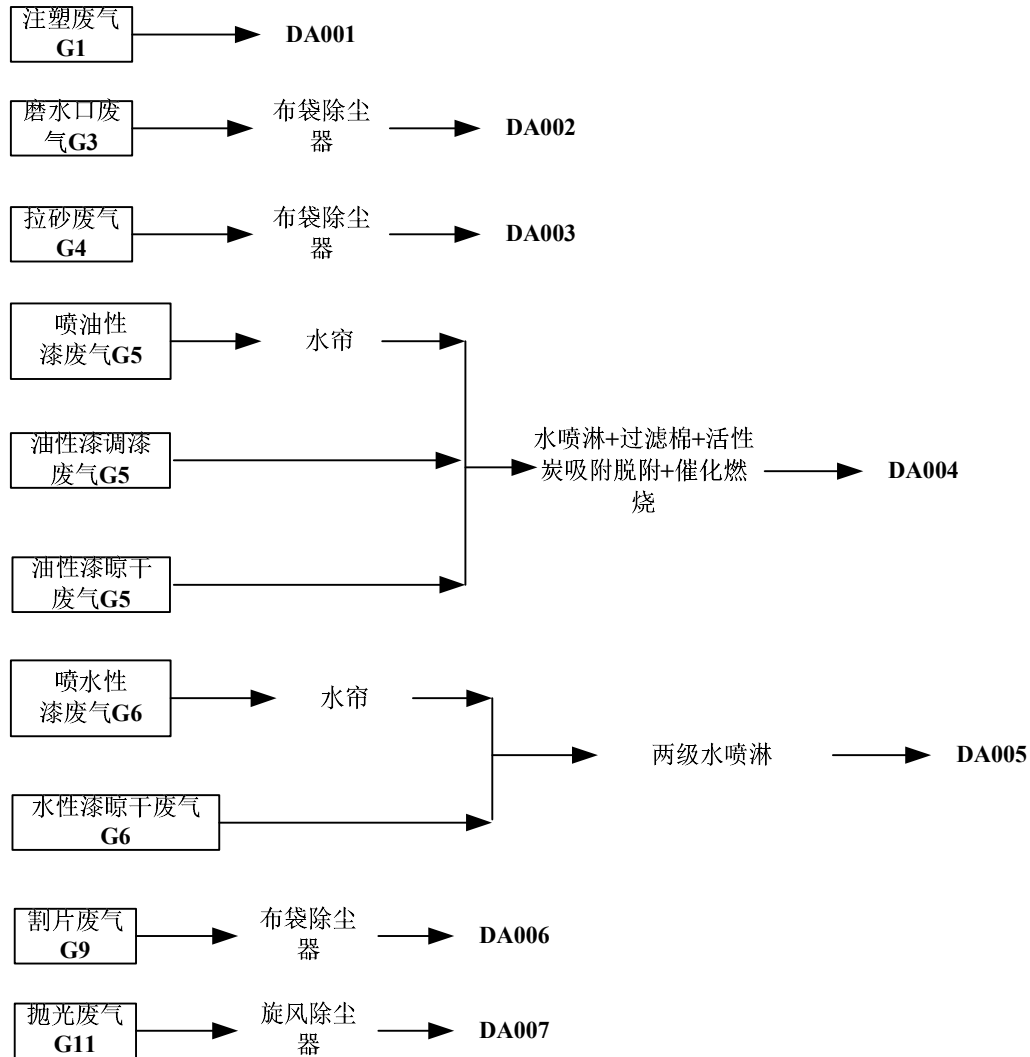 注塑废气
G1
DA001
磨水口废
气G3
布袋除尘
器
DA002
拉砂废气
G4
布袋除尘
器
DA003
喷油性
漆废气G5
水帘
油性漆调漆
废气G5
水喷淋+过滤棉+活性
炭吸附脱附+催化燃
烧
DA004
油性漆晾干
废气G5
喷水性
漆废气G6
水帘
两级水喷淋
DA005
水性漆晾干废气
G6
割片废气
G9
布袋除尘
器
DA006
抛光废气
G11
旋风除尘
器
DA007